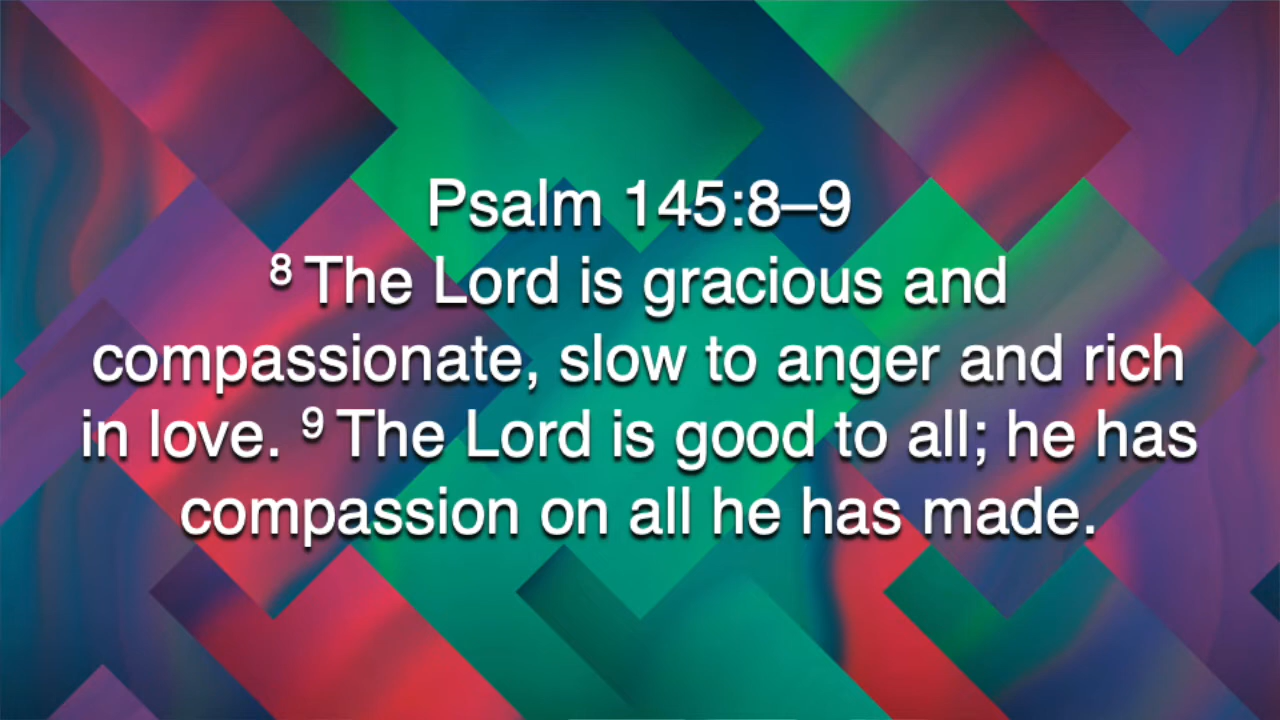 Psalm 145:8–9
⁸ The Lord is gracious and
compassionate, slow to anger and rich
in love. ⁹ The Lord is good to all; he has
compassion on all he has made.